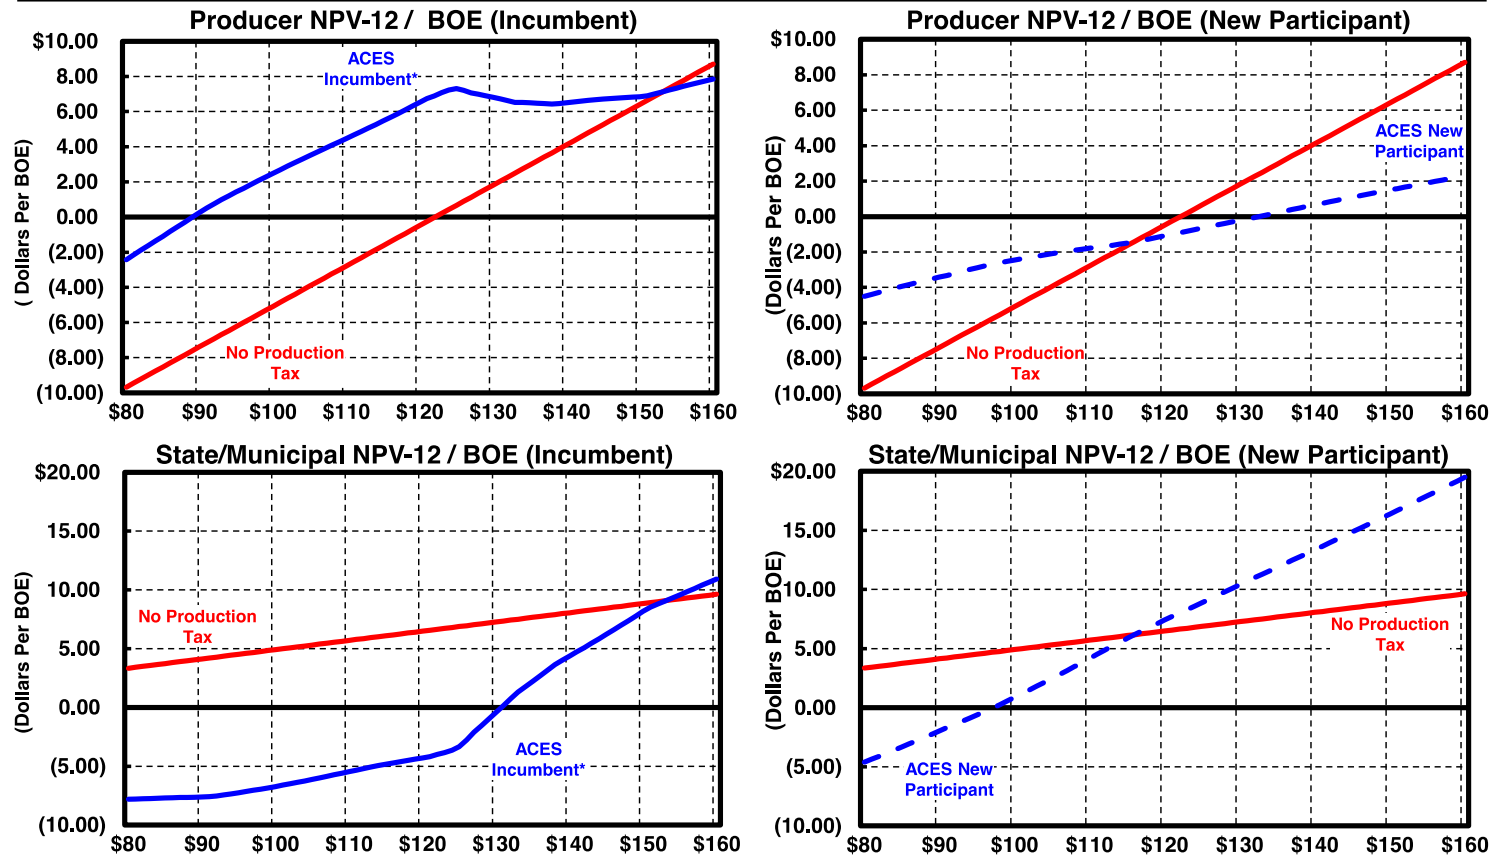 Producer NPV-12 / BOE (Incumbent)
$10.00
8.00
6.00
4.00
2.00
0.00
(2.00)
(4.00)
(6.00)
(8.00)
(10.00)
( Dollars Per BOE)
ACES
Incumbent*
No Production
Tax
$80 $90 $100 $110 $120 $130 $140 $150 $160
Producer NPV-12 / BOE (New Participant)
$10.00
8.00
6.00
4.00
2.00
0.00
(2.00)
(4.00)
(6.00)
(8.00)
(10.00)
(Dollars Per BOE)
ACES New
Participant
No Production
Tax
$80 $90 $100 $110 $120 $130 $140 $150 $160
State/Municipal NPV-12 / BOE (Incumbent)
$20.00
15.00
10.00
5.00
0.00
(5.00)
(10.00)
(Dollars Per BOE)
No Production
Tax
ACES
Incumbent*
$80 $90 $100 $110 $120 $130 $140 $150 $160
State/Municipal NPV-12 / BOE (New Participant)
$20.00
15.00
10.00
5.00
0.00
(5.00)
(10.00)
(Dollars Per BOE)
No Production
Tax
ACES New
Participant
$80 $90 $100 $110 $120 $130 $140 $150 $160